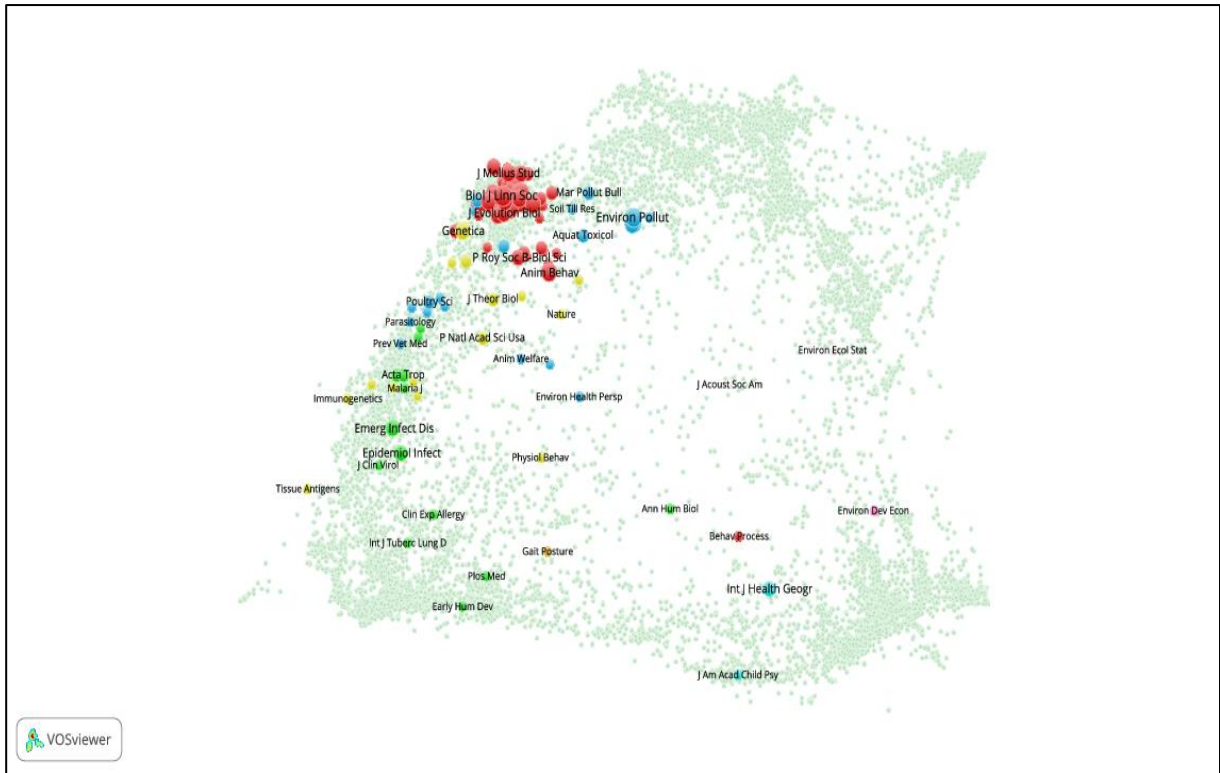 J Mollus Stud
Biol J Linn Soc
Mar Pollut Bull
J Evolution Biol
Soil Till Res
Environ Pollut
Genetica
Aquat Toxicol
P Roy Soc B-Biol Sci
Anim Behav
Poultry Sci
J Theor Biol
Nature
Parasitology
P Natl Acad Sci Usa
Prev Vet Med
Environ Ecol Stat
Anim Welfare
Acta Trop
J Acoust Soc Am
Malaria J
Immunogenetics
Environ Health Persp
Emerg Infect Dis
Epidemiol Infect
J Clin Virol
Physiol Behav
Tissue Antigens
Clin Exp Allergy
Ann Hum Biol
Environ Dev Econ
Int J Tuberc Lung D
Behav Process
Gait Posture
Plos Med
Int J Health Geogr
Early Hum Dev
J Am Acad Child Psy
VOSviewer